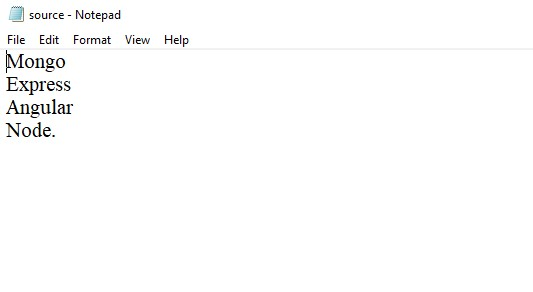 source - Notepad
File Edit Format View Help
Mongo
Express
Angular
Node.